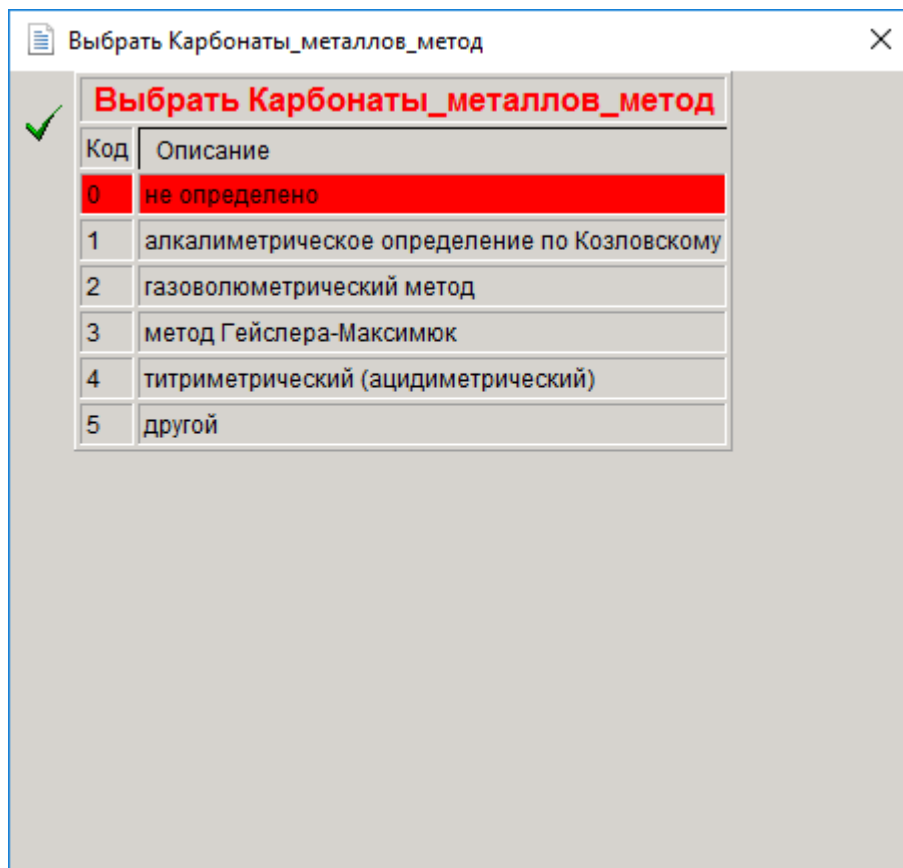 Выбрать Карбонаты_металлов_метод
Выбрать Карбонаты_металлов_метод
Код Описание
0 не определено
1 алкалиметрическое определение по Козловскому
2 газоволюметрический метод
3 метод Гейслера-Максимюк
4 титриметрический (ацидиметрический)
5 другой